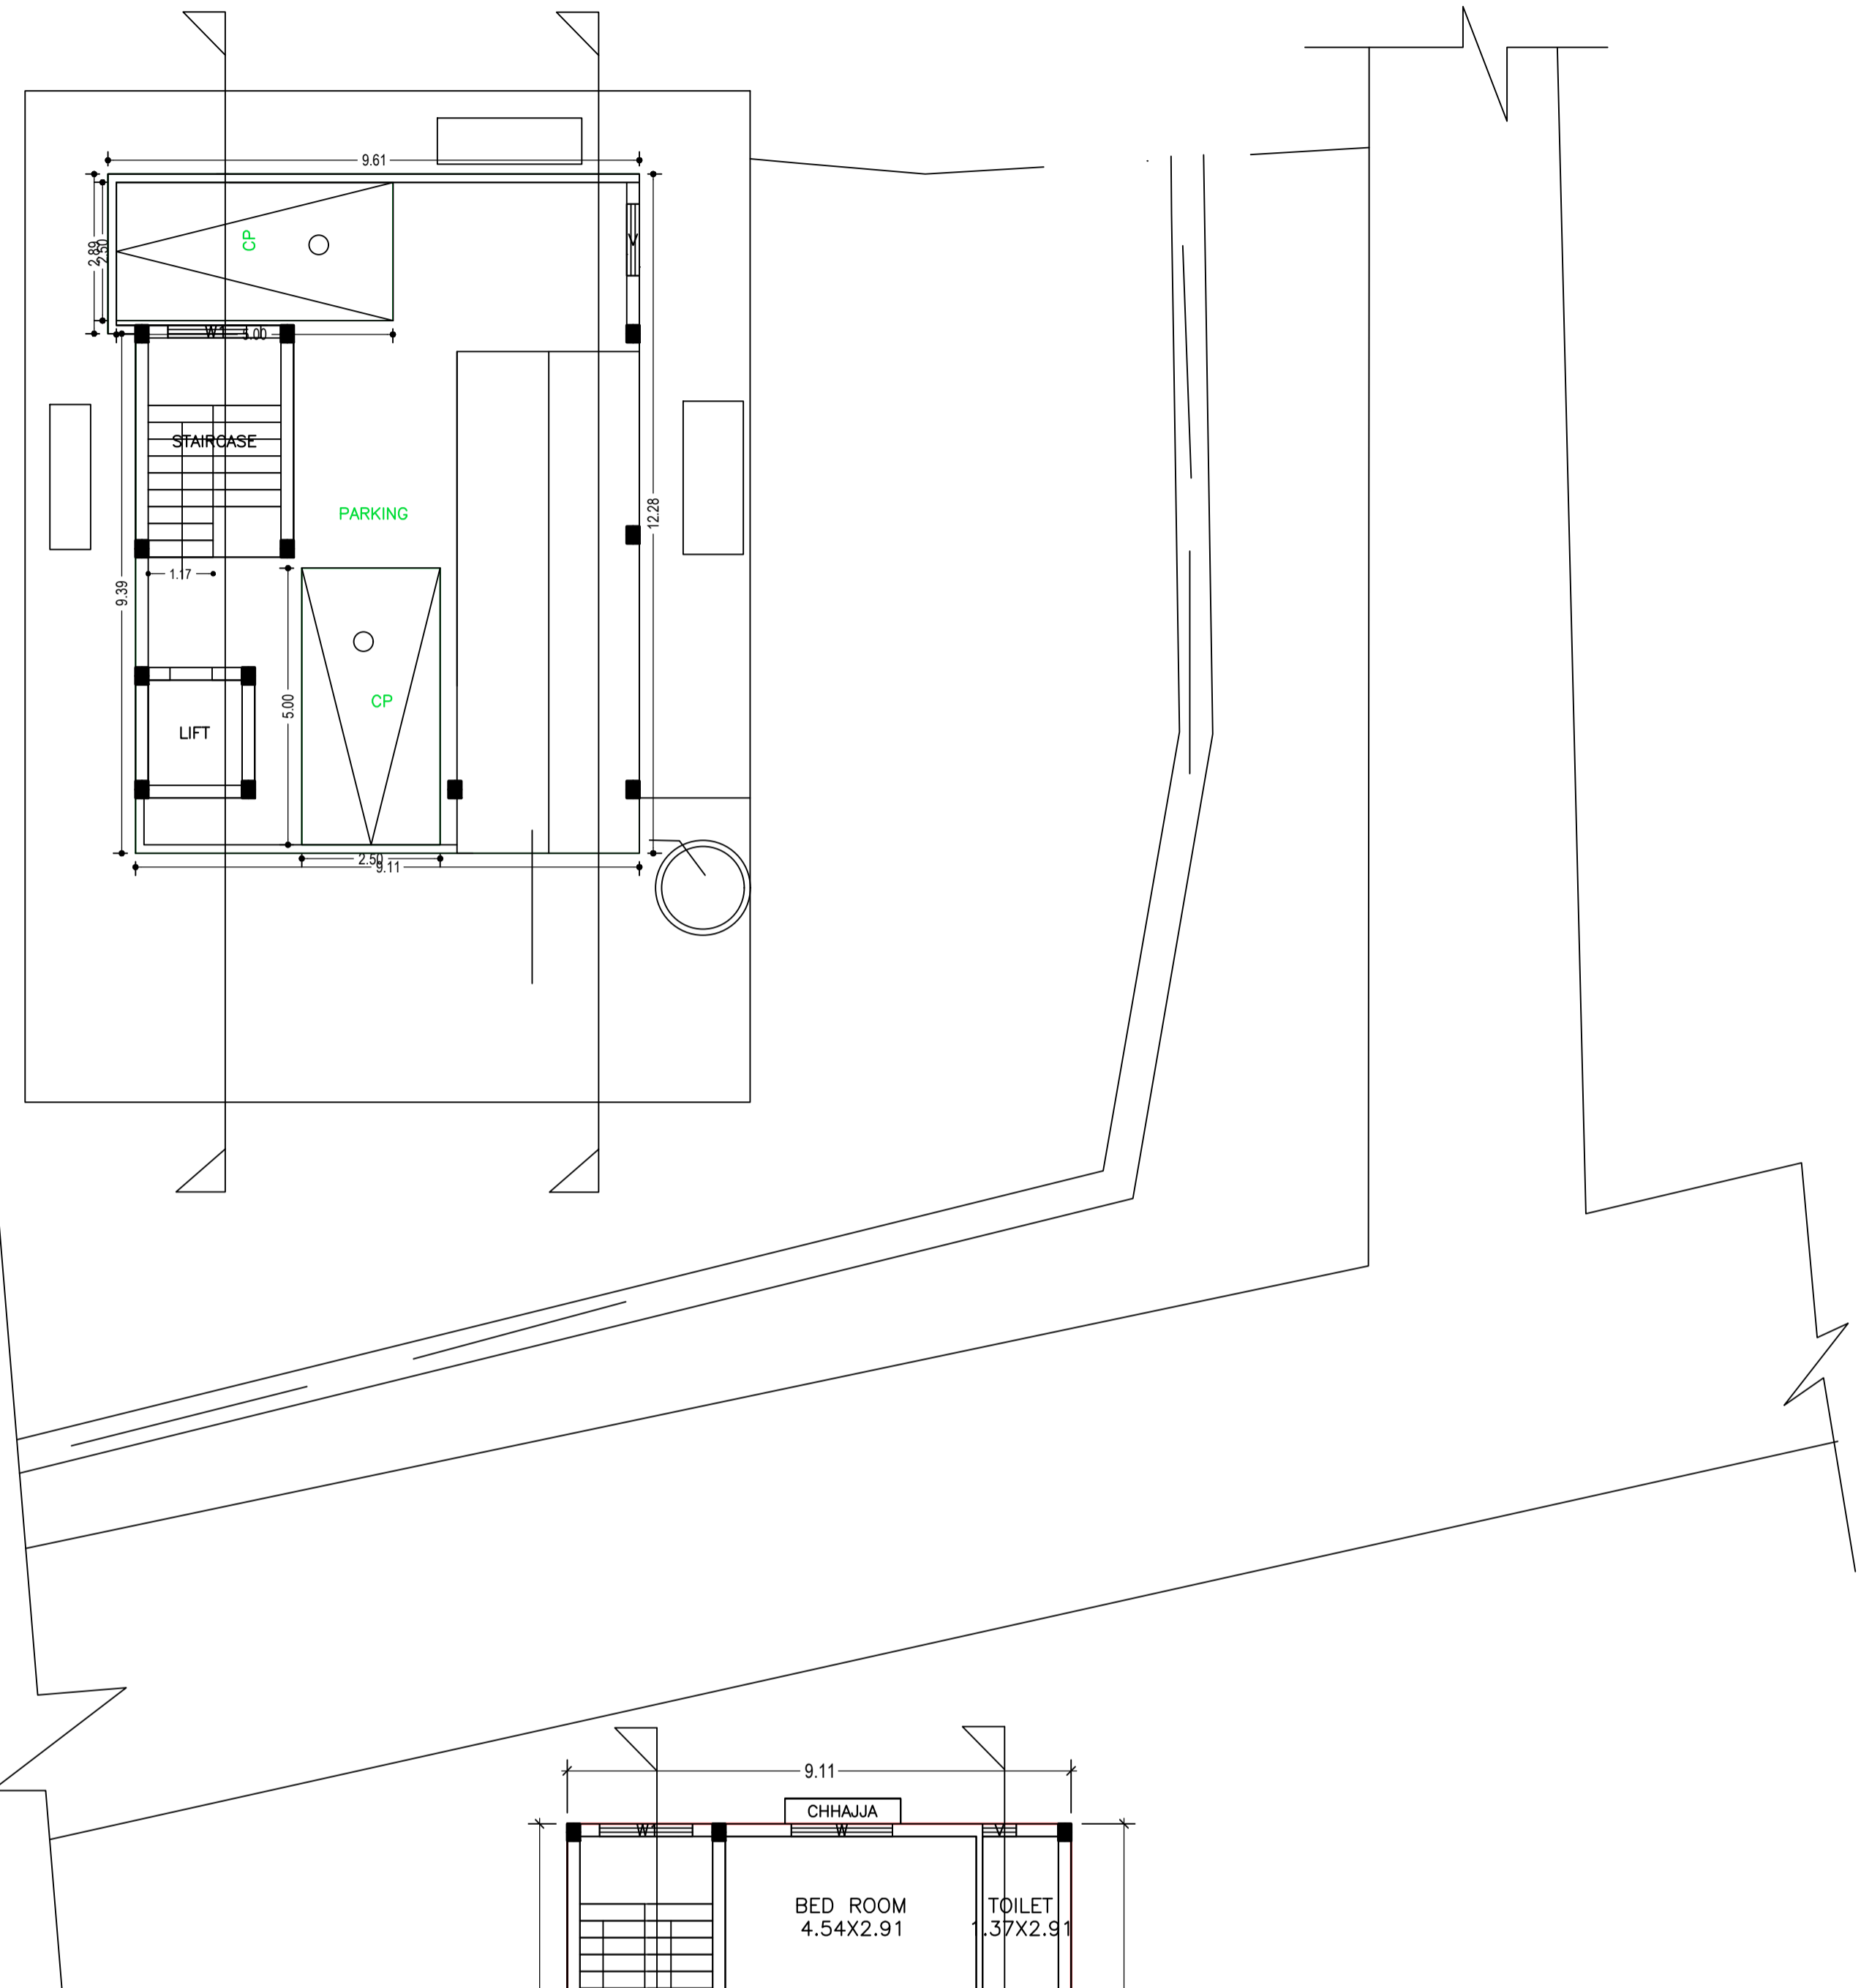 9.61
CP
2.89
2.50
V
W1
5.00
STAIRCASE
PARKING
12.28
1.17
9.39
5.00
CP
LIFT
2.50
9.11
9.11
CHHAJJA
W1
W
V
BED ROOM
4.54X2.91
TOILET
1.37X2.91